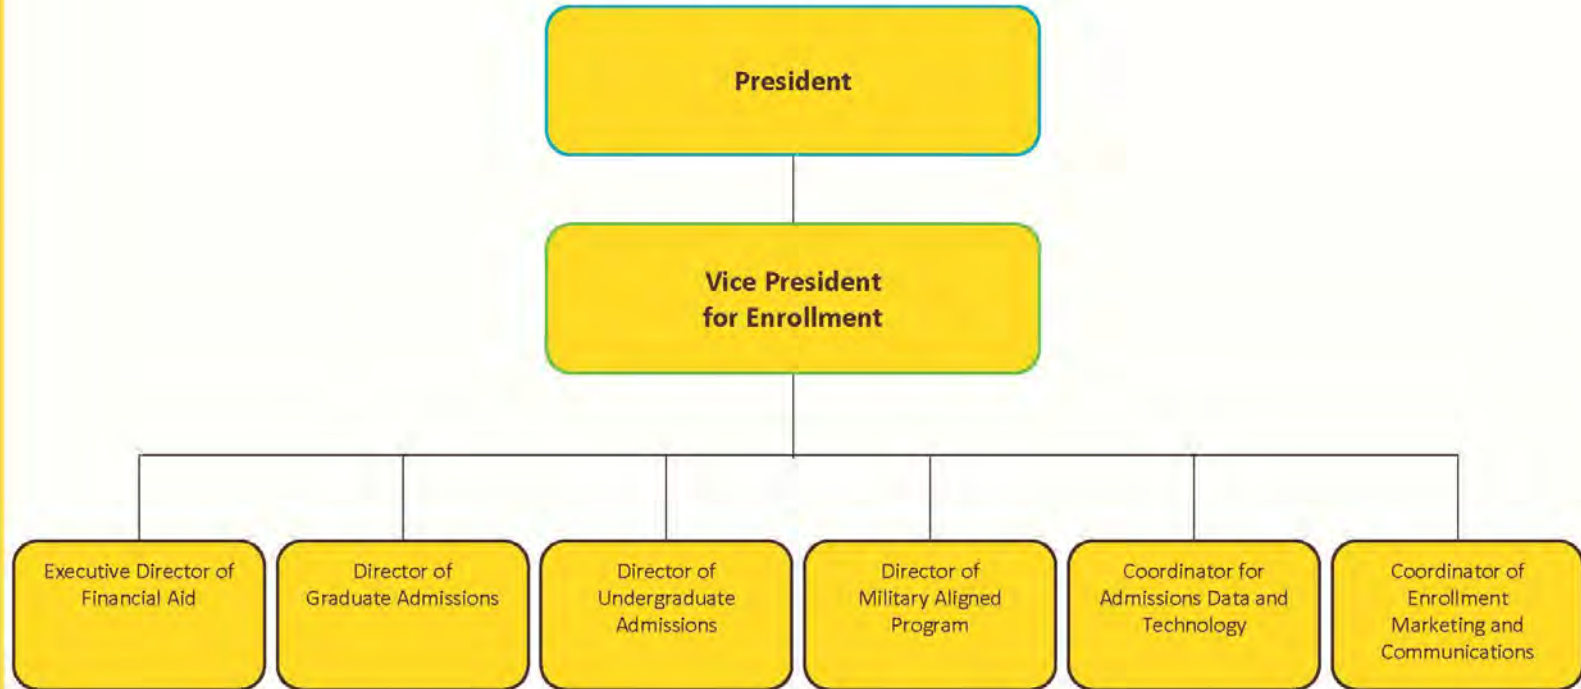 President
Vice President
for Enrollment
Executive Director of
Financial Aid
Director of
Graduate Admissions
Director of
Undergraduate
Admissions
Director of
Military Aligned
Program
Coordinator for
Admissions Data and
Technology
Coordinator of
Enrollment
Marketing and
Communications